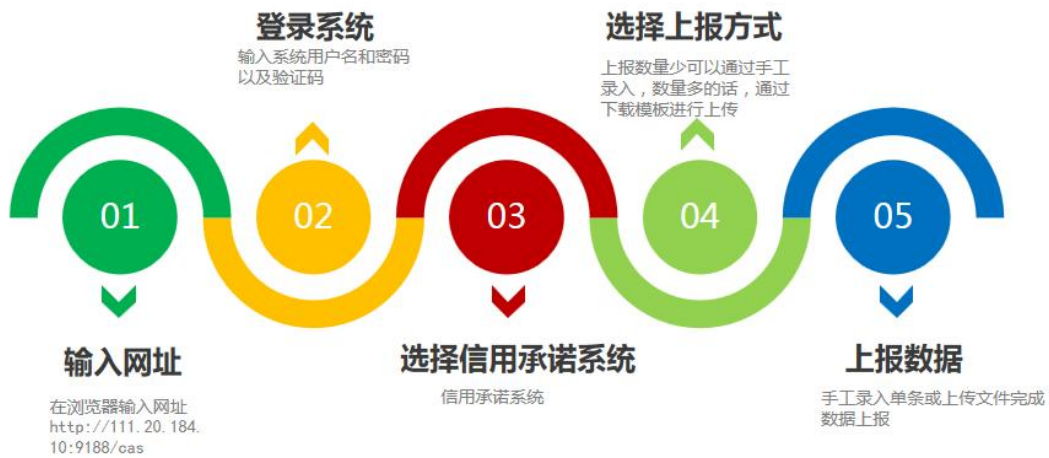 登录系统
输入系统用户名和密码
以及验证码
选择上报方式
上报数量少可以通过手工
录入，数量多的话，通过
下载模板进行上传
01
02
03
04
05
输入网址
在浏览器输入网址
http://111.20.184.
10:9188/cas
选择信用承诺系统
信用承诺系统
上报数据
手工录入单条或上传文件完成
数据上报